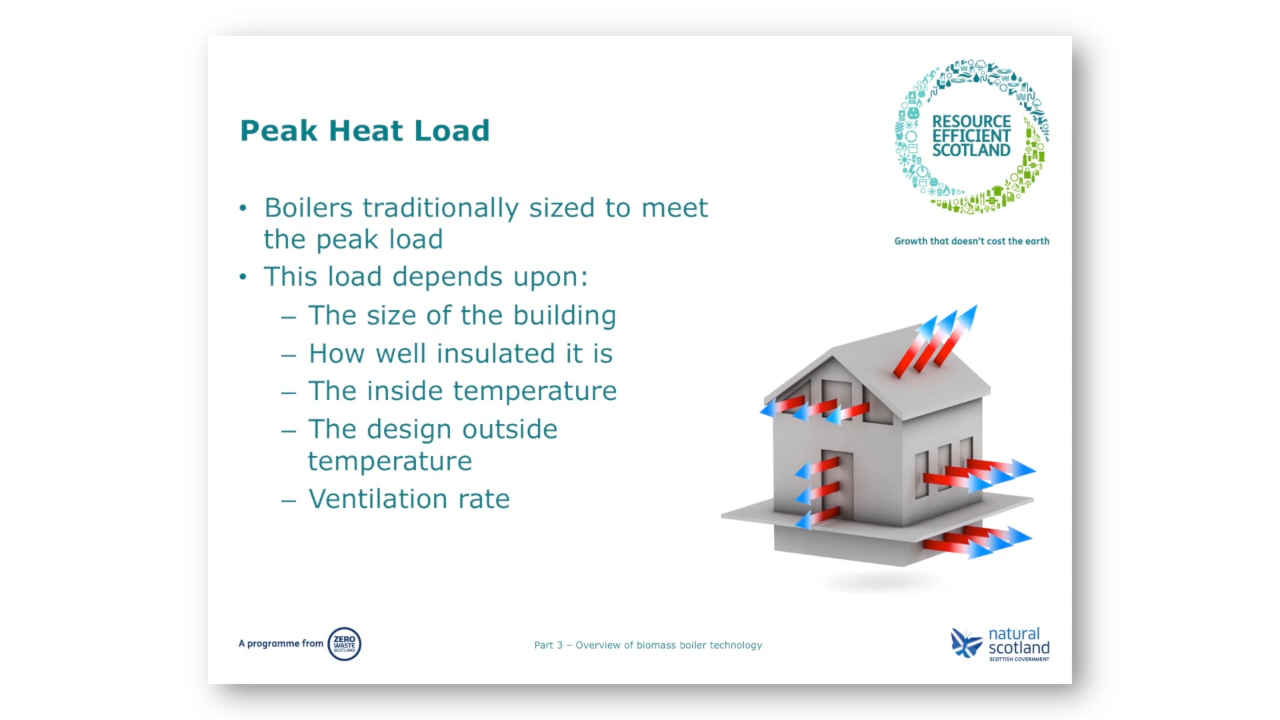 RESOURCE
EFFICIENT
SCOTLAND
Growth that doesn't cost the earth
Peak Heat Load
• Boilers traditionally sized to meet
the peak load
• This load depends upon:
– The size of the building
– How well insulated it is
– The inside temperature
– The design outside
temperature
– Ventilation rate
A programme from
ZERO
WASTE
SCOTLAND
Part 3 – Overview of biomass boiler technology
natural
scotland
SCOTTISH GOVERNMENT